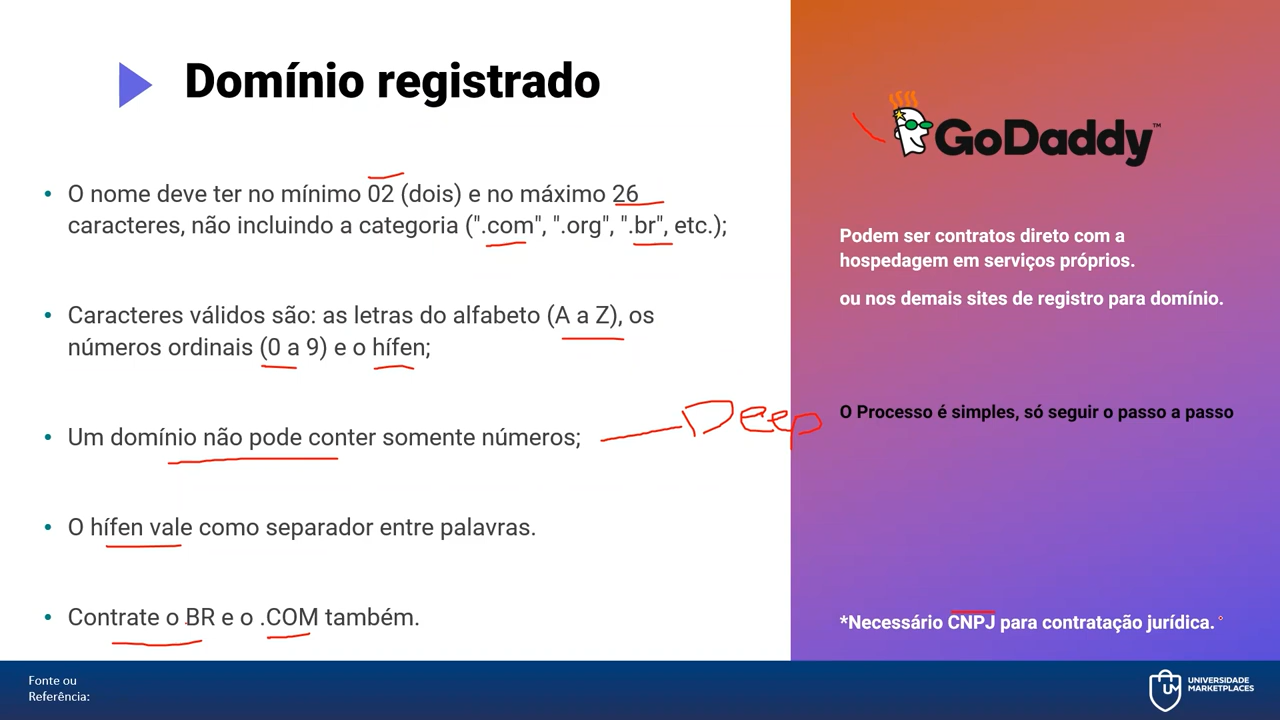 Domínio registrado
• O nome deve ter no mínimo 02 (dois) e no máximo 26
caracteres, não incluindo a categoria (".com", ".org", ".br", etc.);
• Caracteres válidos são: as letras do alfabeto (A a Z), os
números ordinais (0 a 9) e o hífen;
• Um domínio não pode conter somente números;
Deep
• O hífen vale como separador entre palavras.
• Contrate o BR e o .COM também.
GoDaddy™
Podem ser contratos direto com a
hospedagem em serviços próprios.
ou nos demais sites de registro para domínio.
O Processo é simples, só seguir o passo a passo
*Necessário CNPJ para contratação jurídica.
Fonte ou
Referência:
UM
UNIVERSIDADE
MARKETPLACES